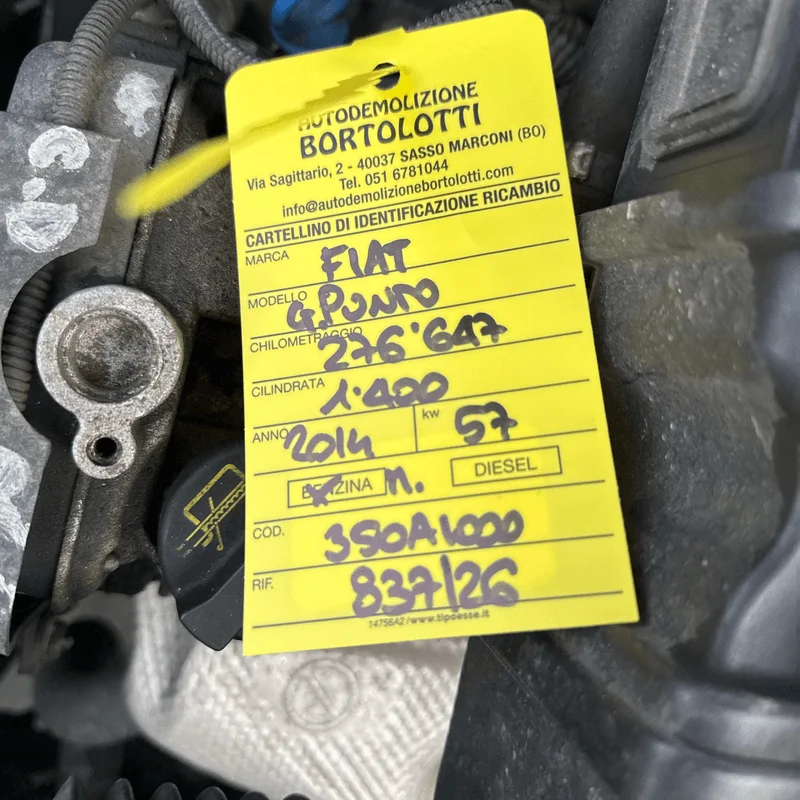 C.D
AUTODEMOLIZIONE
BORTOLOTTI
Via Sagittario, 2 - 40037 SASSO MARCONI (BO)
Tel. 051 6781044
info@autodemolizionebortolotti.com
CARTELLINO DI IDENTIFICAZIONE RICAMBIO
MARCA FIAT
MODELLO G.PUNTO
CHILOMETRAGGIO 276'647
CILINDRATA 1.400
ANNO 2014 kw 57
BENZINA n. DIESEL
COD. 350A1000
RIF. 837/26
14756A2/www.tipoesse.it